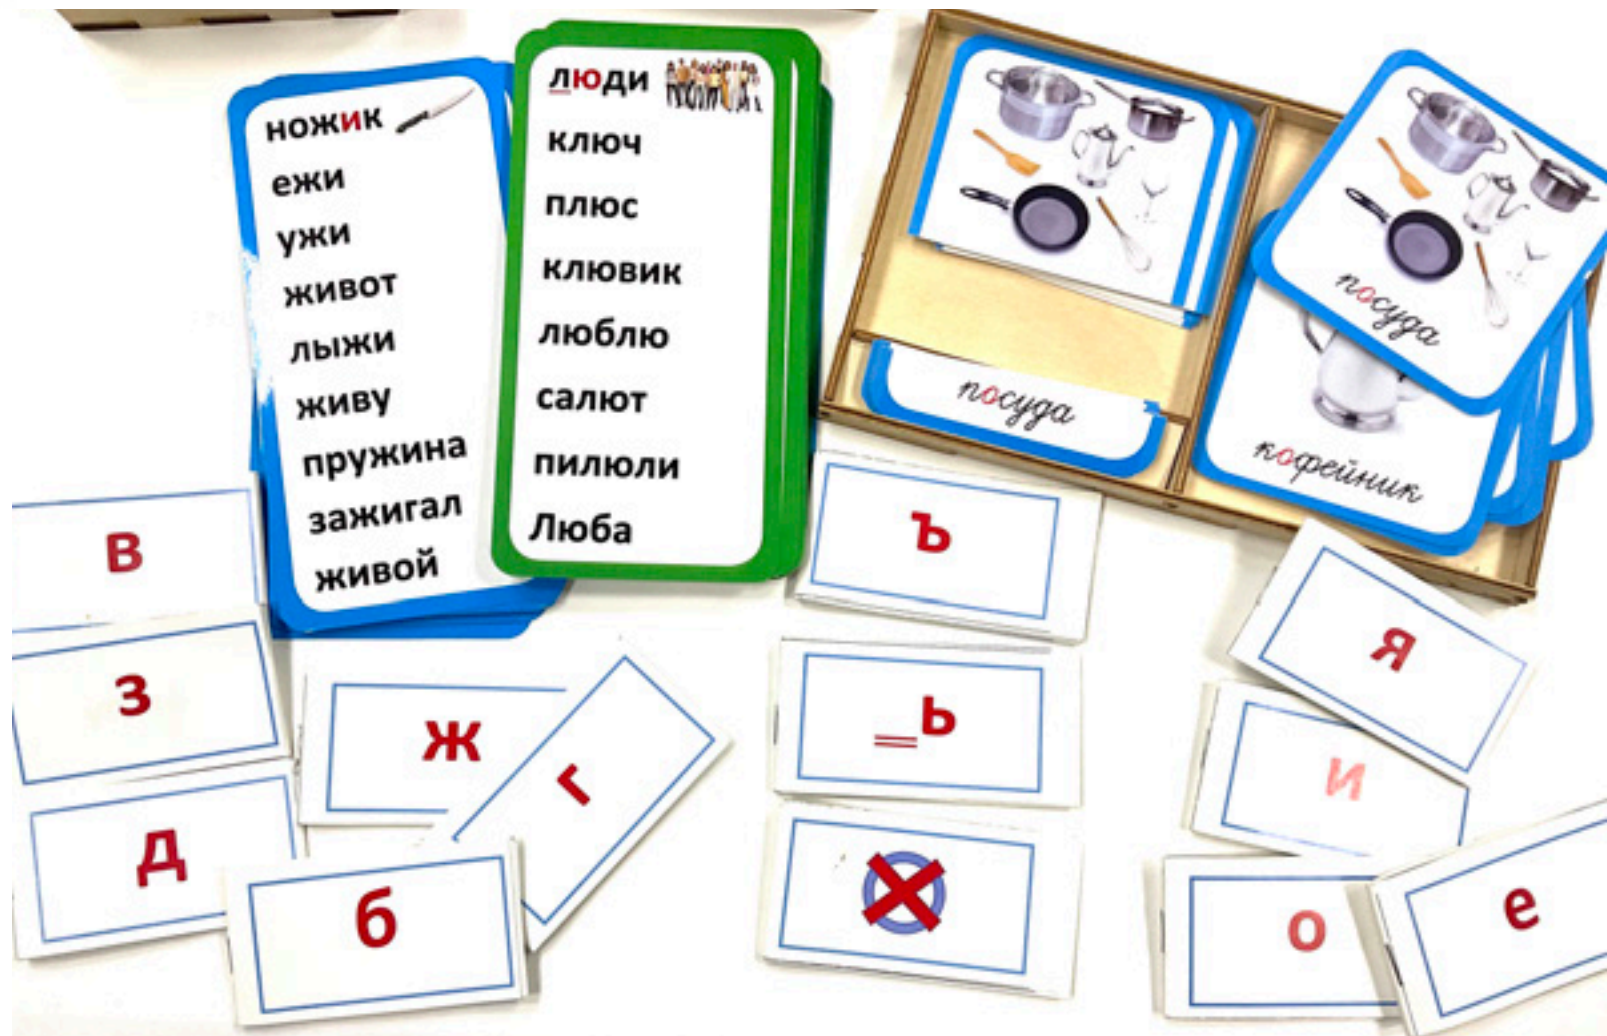 ножик
ежи
ужи
живот
лыжи
живу
пружина
зажигал
живой
люди
ключ
плюс
клювик
люблю
салют
пилюли
Люба
посуда
посуда
кофейник
в
з
д
ж
г
б
ъ
_ь
я
и
о
е